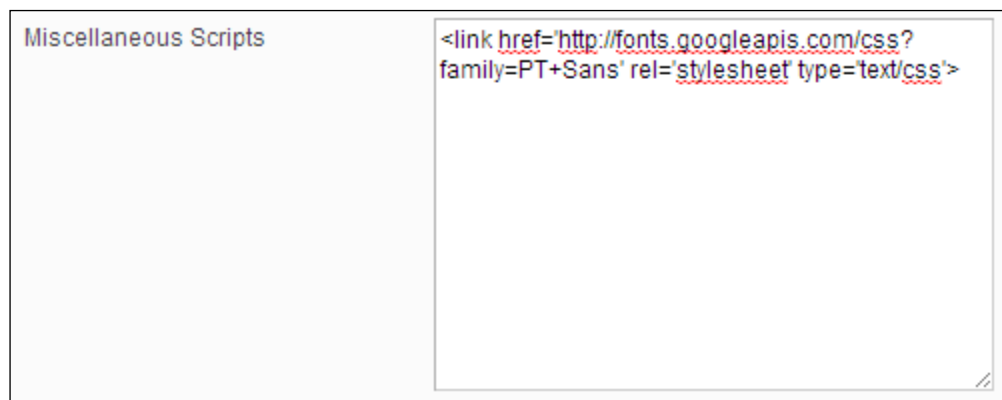 Miscellaneous Scripts
<link href='http://fonts.googleapis.com/css?
family=PT+Sans' rel='stylesheet' type='text/css'>